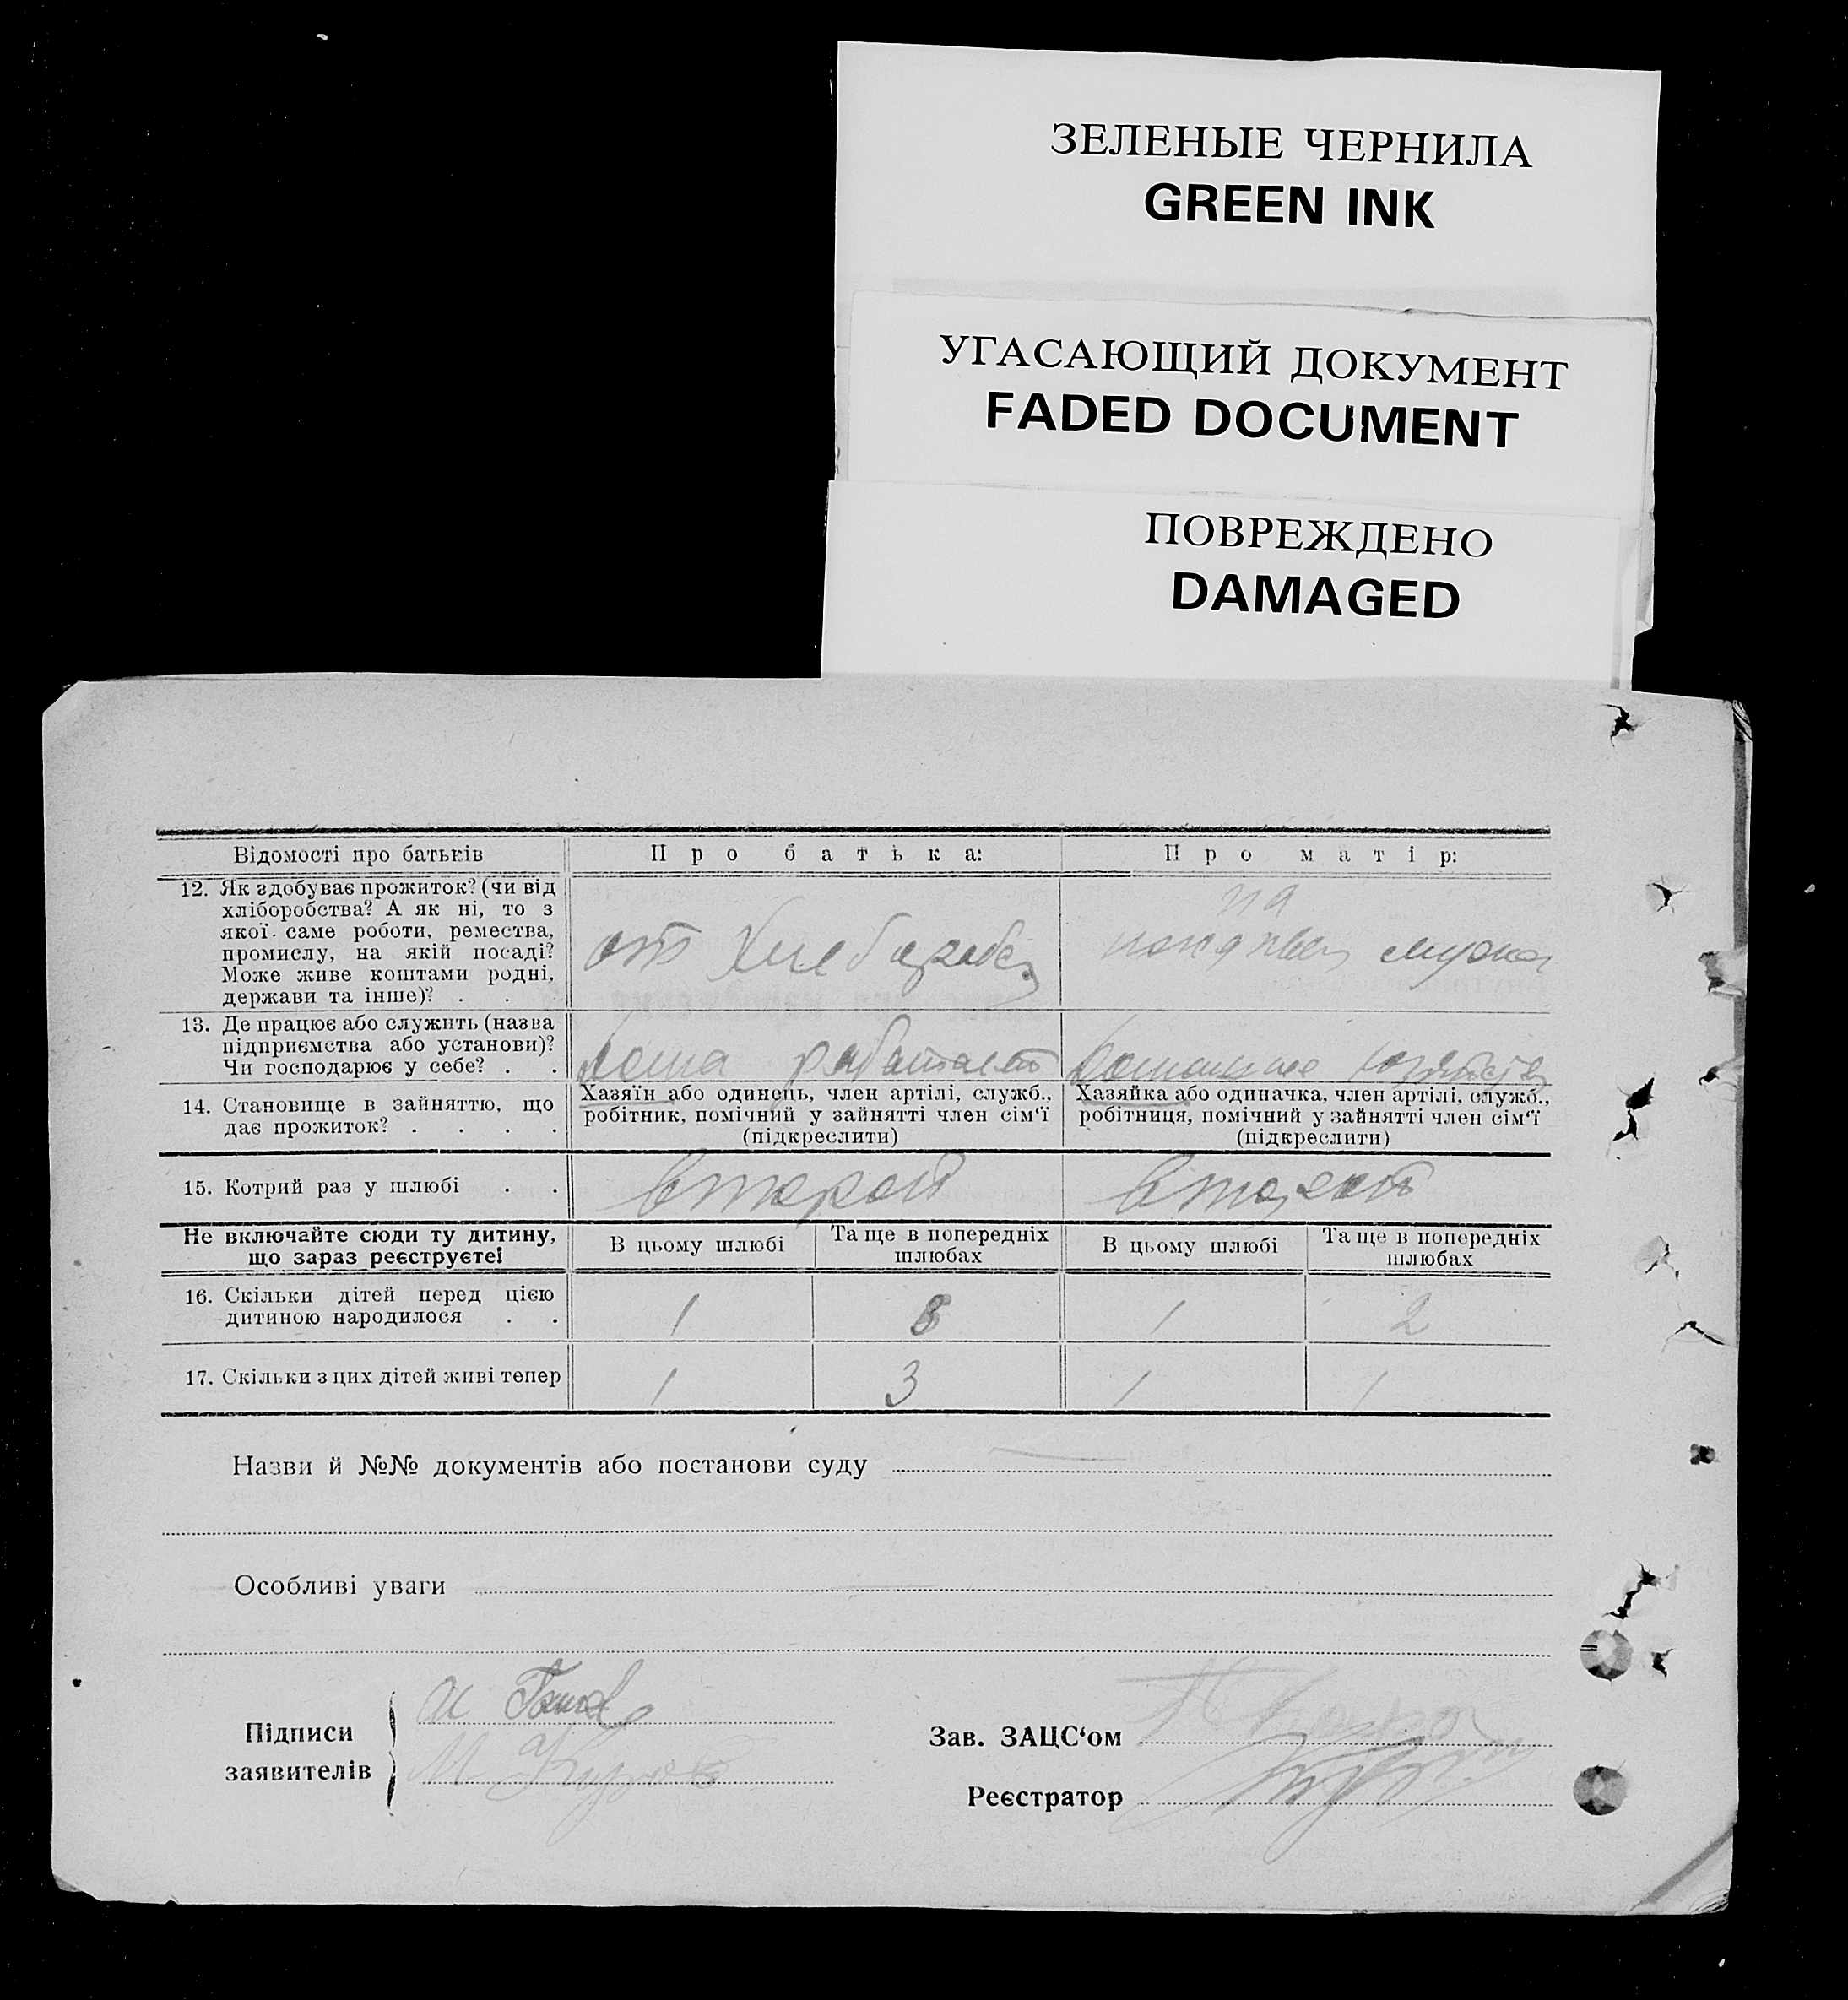 ЗЕЛЕНЫЕ ЧЕРНИЛА
GREEN INK
УГАСАЮЩИЙ ДОКУМЕНТ
FADED DOCUMENT
ПОВРЕЖДЕНО
DAMAGED
Відомості про батьків
Про батька:
Про матір:
12. Як здобуває прожиток? (чи від
хліборобства? А як ні, то з
якої саме роботи, ремества,
промислу, на якій посаді?
Може живе коштами родні,
держави та інше)? . .
от
на
мужа
13. Де працює або служить (назва
підприємства або установи)?
Чи господарює у себе? . .
дома работает
14. Становище в зайняттю, що
дає прожиток? . . . .
Хазяїн або одинець, член артілі, служб.,
робітник, помічний у зайнятті член сім'ї
(підкреслити)
Хазяйка або одиначка, член артілі, служб.,
робітниця, помічний у зайнятті член сім'ї
(підкреслити)
15. Котрий раз у шлюбі . .
второй
Не включайте сюди ту дитину,
що зараз реєструєте!
В цьому шлюбі
Та ще в попередніх
шлюбах
В цьому шлюбі
Та ще в попередніх
шлюбах
16. Скільки дітей перед цією
дитиною народилося . .
1
1
2
17. Скільки з цих дітей живі тепер
1
3
1
1
Назви й №№ документів або постанови суду
Особливі уваги
Підписи
заявителів
Зав. ЗАЦС'ом
Реєстратор